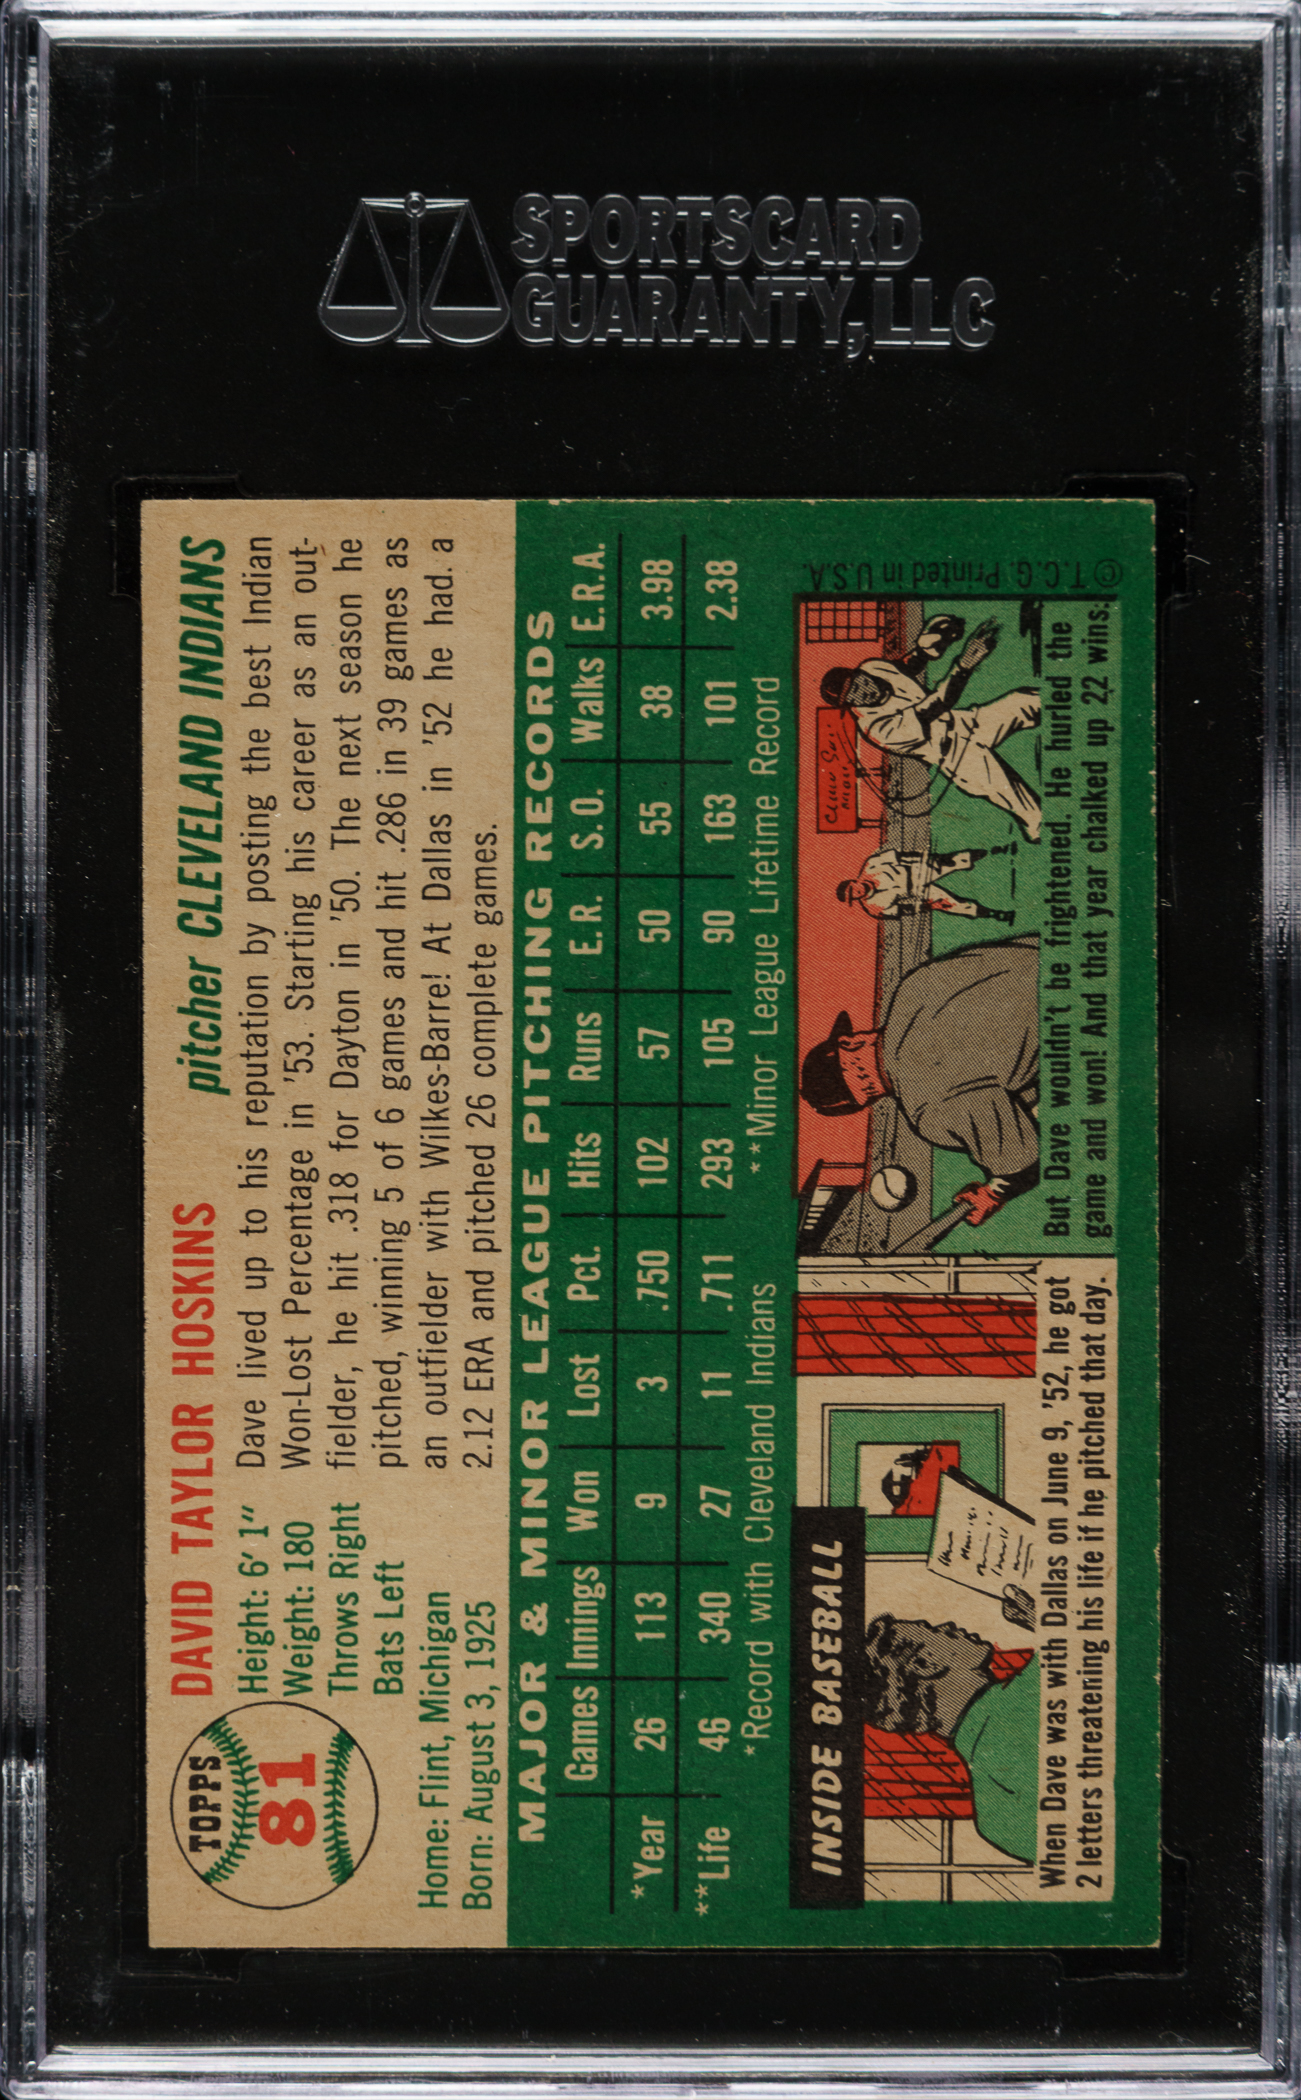 SPORTSCARD
GUARANTY, LLC
TOPPS
81
DAVID TAYLOR HOSKINS
pitcher CLEVELAND INDIANS
Height: 6' 1"
Weight: 180
Throws Right
Bats Left
Home: Flint, Michigan
Born: August 3, 1925
Dave lived up to his reputation by posting the best Indian
Won-Lost Percentage in '53. Starting his career as an out-
fielder, he hit .318 for Dayton in '50. The next season he
pitched, winning 5 of 6 games and hit .286 in 39 games as
an outfielder with Wilkes-Barre! At Dallas in '52 he had a
2.12 ERA and pitched 26 complete games.
MAJOR & MINOR LEAGUE PITCHING RECORDS
Games Innings Won Lost Pct. Hits Runs E.R. S.O. Walks E.R.A.
*Year 26 113 9 3 .750 102 57 50 55 38 3.98
**Life 46 340 27 11 .711 293 105 90 163 101 2.38
*Record with Cleveland Indians **Minor League Lifetime Record
INSIDE BASEBALL
When Dave was with Dallas on June 9, '52, he got
2 letters threatening his life if he pitched that day.
But Dave wouldn't be frightened. He hurled the
game and won! And that year chalked up 22 wins.
© T.C.G. Printed in U.S.A.